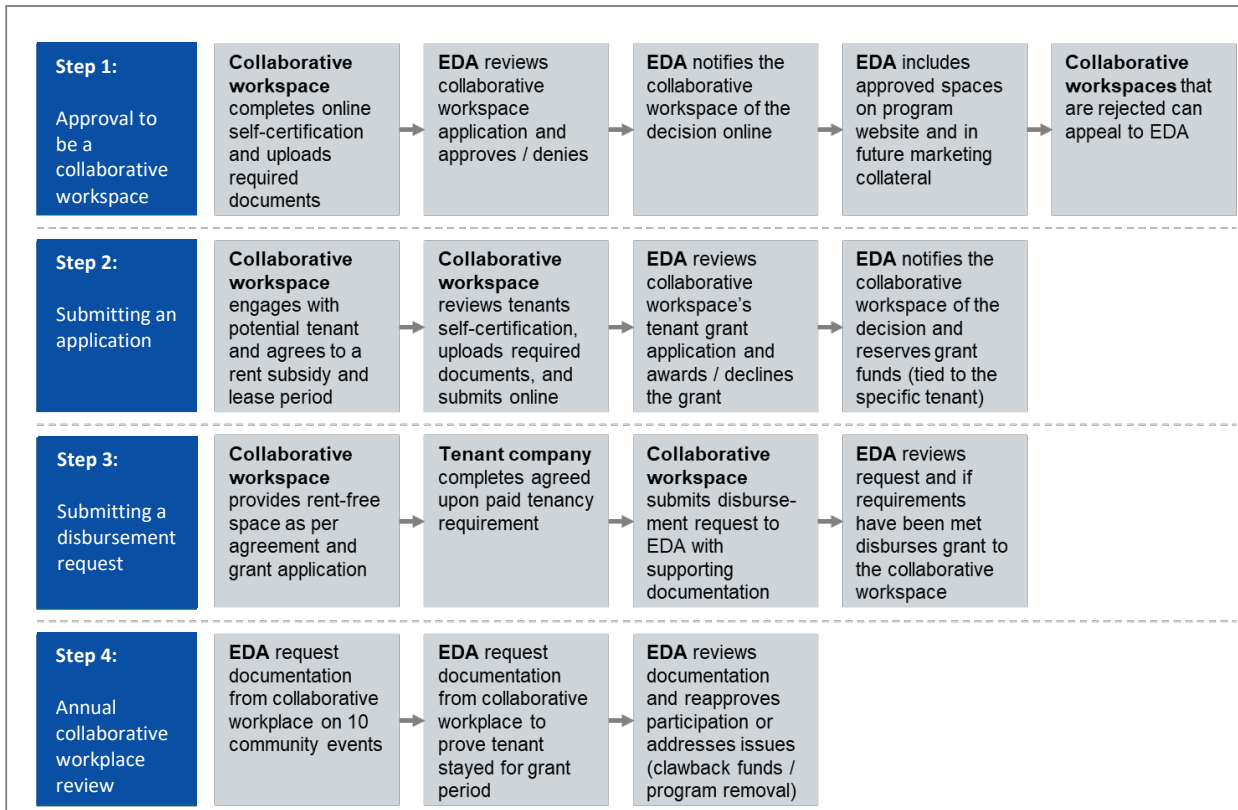 Step 1:
Approval to
be a
collaborative
workspace
Collaborative
workspace
completes online
self-certification
and uploads
required
documents
EDA reviews
collaborative
workspace
application and
approves / denies
EDA notifies the
collaborative
workspace of the
decision online
EDA includes
approved spaces
on program
website and in
future marketing
collateral
Collaborative
workspaces that
are rejected can
appeal to EDA
Step 2:
Submitting an
application
Collaborative
workspace
engages with
potential tenant
and agrees to a
rent subsidy and
lease period
Collaborative
workspace
reviews tenants
self-certification,
uploads required
documents, and
submits online
EDA reviews
collaborative
workspace’s
tenant grant
application and
awards / declines
the grant
EDA notifies the
collaborative
workspace of the
decision and
reserves grant
funds (tied to the
specific tenant)
Step 3:
Submitting a
disbursement
request
Collaborative
workspace
provides rent-free
space as per
agreement and
grant application
Tenant company
completes agreed
upon paid tenancy
requirement
Collaborative
workspace
submits disburse-
ment request to
EDA with
supporting
documentation
EDA reviews
request and if
requirements
have been met
disburses grant to
the collaborative
workspace
Step 4:
Annual
collaborative
workplace
review
EDA request
documentation
from collaborative
workplace on 10
community events
EDA request
documentation
from collaborative
workplace to
prove tenant
stayed for grant
period
EDA reviews
documentation
and reapproves
participation or
addresses issues
(clawback funds /
program removal)